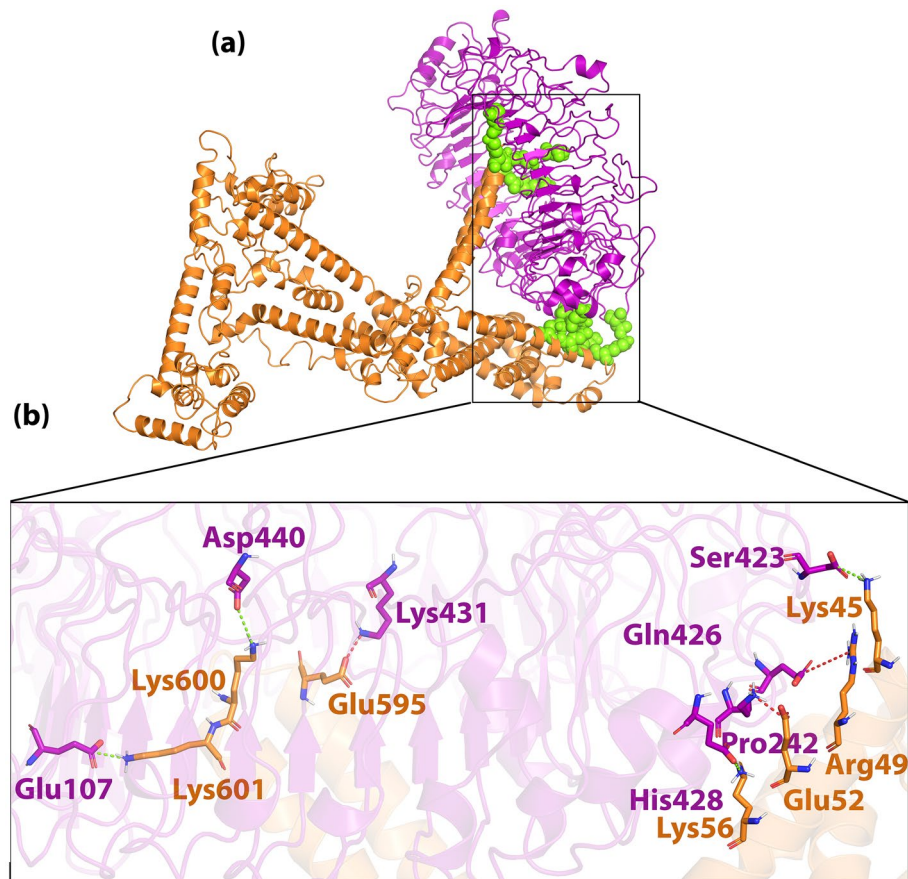 (a)
(b)
Asp440
Ser423
Lys431
Lys45
Gln426
Lys600
Glu595
Pro242
Arg49
Glu107
Lys601
His428
Glu52
Lys56